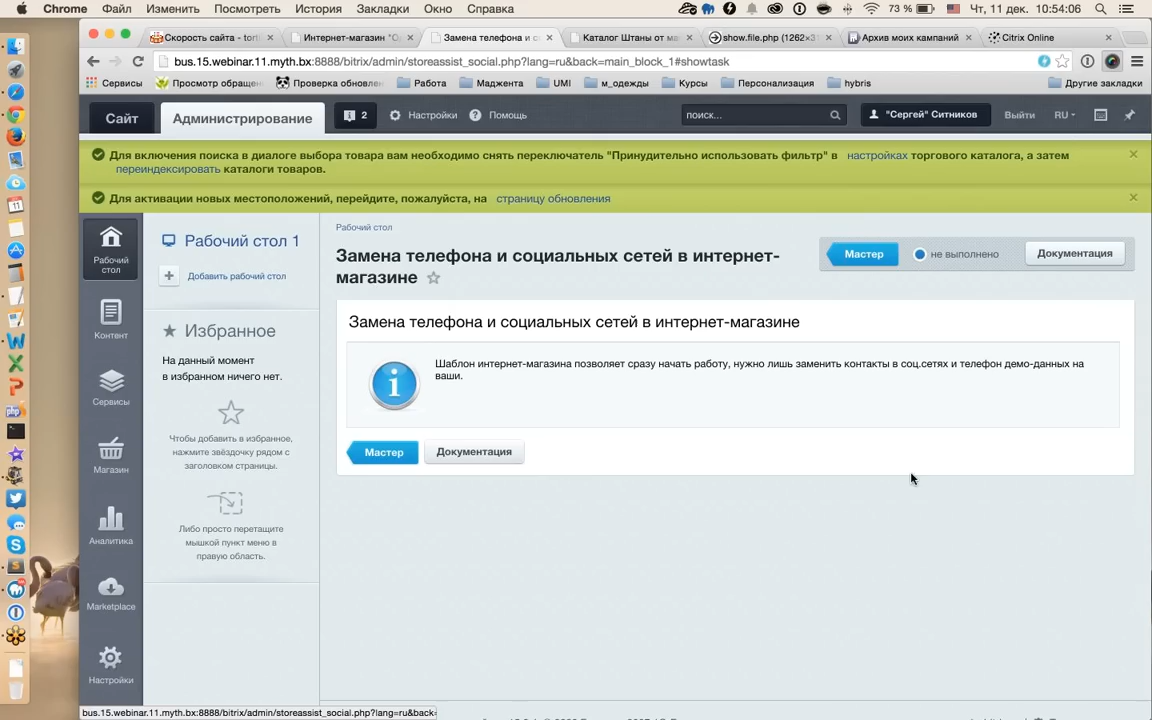 Chrome Файл Изменить Посмотреть История Закладки Окно Справка 73 % Чт, 11 дек. 10:54:06
Скорость сайта - tort Интернет-магазин "О Замена телефона и с Каталог Штаны от ма show.file.php (1262×3 Архив моих кампаний Citrix Online
bus.15.webinar.11.myth.bx:8888/bitrix/admin/storeassist_social.php?lang=ru&back=main_block_1#showtask
Сервисы Просмотр обращен Проверка обновлен Работа Маджента UMI м_одежды Курсы Персонализация hybris Другие закладки
Сайт Администрирование 2 Настройки Помощь поиск... "Сергей" Ситников Выйти RU
Для включения поиска в диалоге выбора товара вам необходимо снять переключатель "Принудительно использовать фильтр" в настройках торгового каталога, а затем
переиндексировать каталоги товаров.
Для активации новых местоположений, перейдите, пожалуйста, на страницу обновления
Рабочий
стол
Контент
Сервисы
Магазин
Аналитика
Marketplace
Настройки
Рабочий стол 1
Добавить рабочий стол
Избранное
На данный момент
в избранном ничего нет.
Чтобы добавить в избранное,
нажмите звёздочку рядом с
заголовком страницы.
Либо просто перетащите
мышкой пункт меню в
правую область.
Рабочий стол
Замена телефона и социальных сетей в интернет-
магазине
Мастер не выполнено Документация
Замена телефона и социальных сетей в интернет-магазине
Шаблон интернет-магазина позволяет сразу начать работу, нужно лишь заменить контакты в соц.сетях и телефон демо-данных на
ваши.
Мастер Документация
bus.15.webinar.11.myth.bx:8888/bitrix/admin/storeassist_social.php?lang=ru&back=